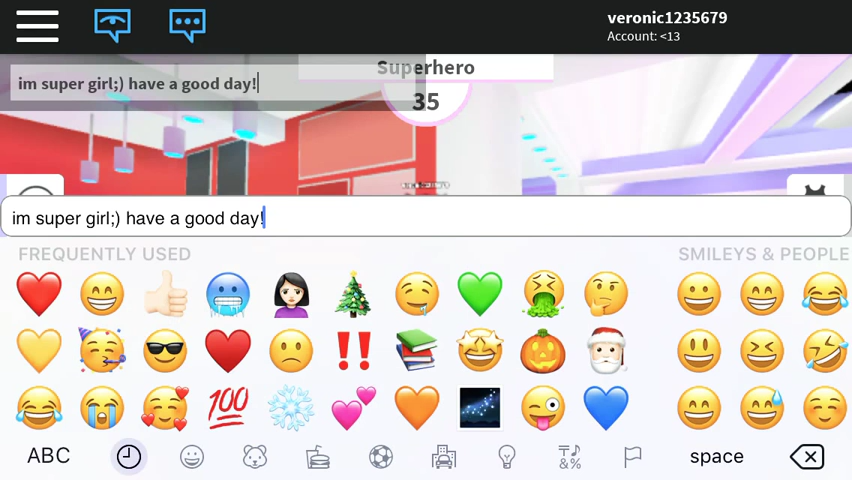 veronic1235679
Account: <13
Superhero
im super girl;) have a good day!
35
im super girl;) have a good day!
FREQUENTLY USED
SMILEYS & PEOPLE
ABC
space